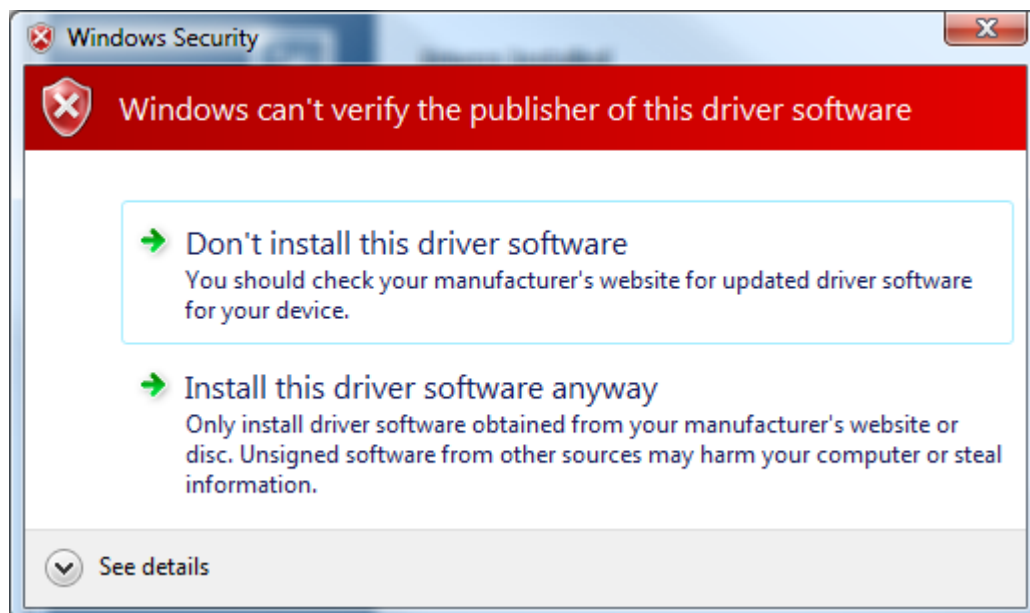 Windows Security
Windows can't verify the publisher of this driver software
Don't install this driver software
You should check your manufacturer's website for updated driver software
for your device.
Install this driver software anyway
Only install driver software obtained from your manufacturer's website or
disc. Unsigned software from other sources may harm your computer or steal
information.
See details